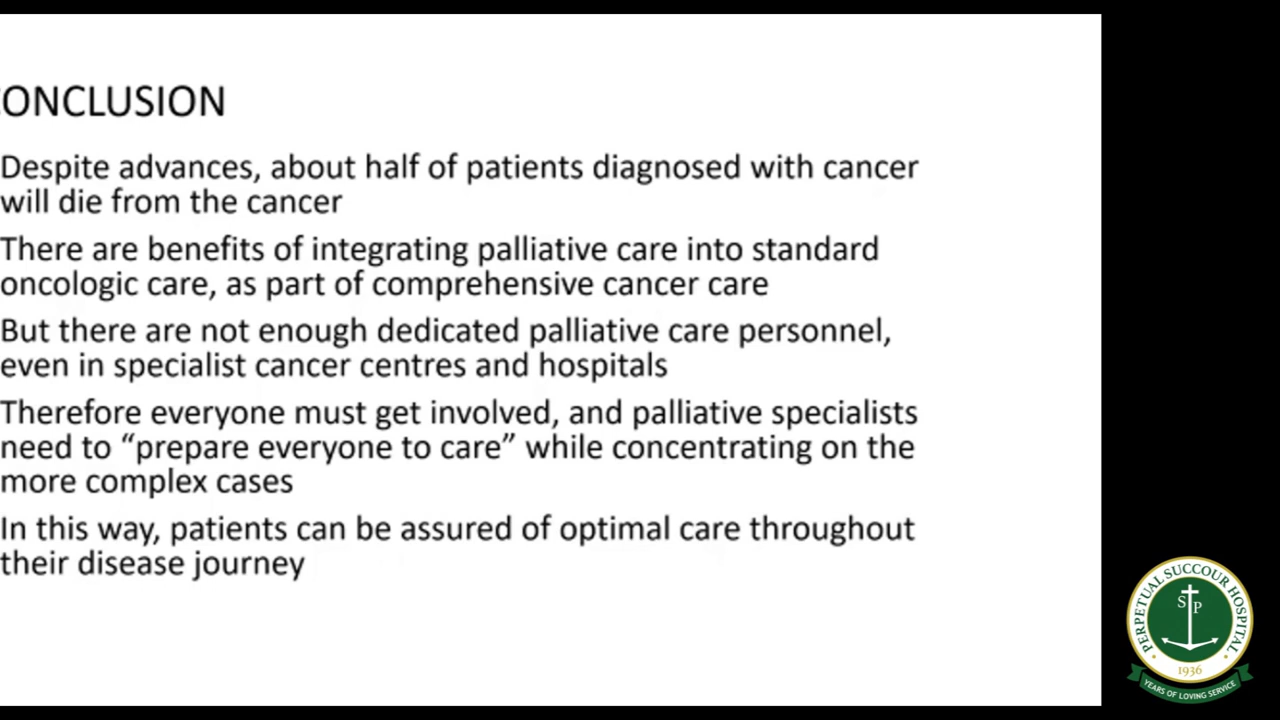 CONCLUSION
Despite advances, about half of patients diagnosed with cancer
will die from the cancer
There are benefits of integrating palliative care into standard
oncologic care, as part of comprehensive cancer care
But there are not enough dedicated palliative care personnel,
even in specialist cancer centres and hospitals
Therefore everyone must get involved, and palliative specialists
need to “prepare everyone to care” while concentrating on the
more complex cases
In this way, patients can be assured of optimal care throughout
their disease journey
PERPETUAL SUCCOUR HOSPITAL
S P
1936
YEARS OF LOVING SERVICE